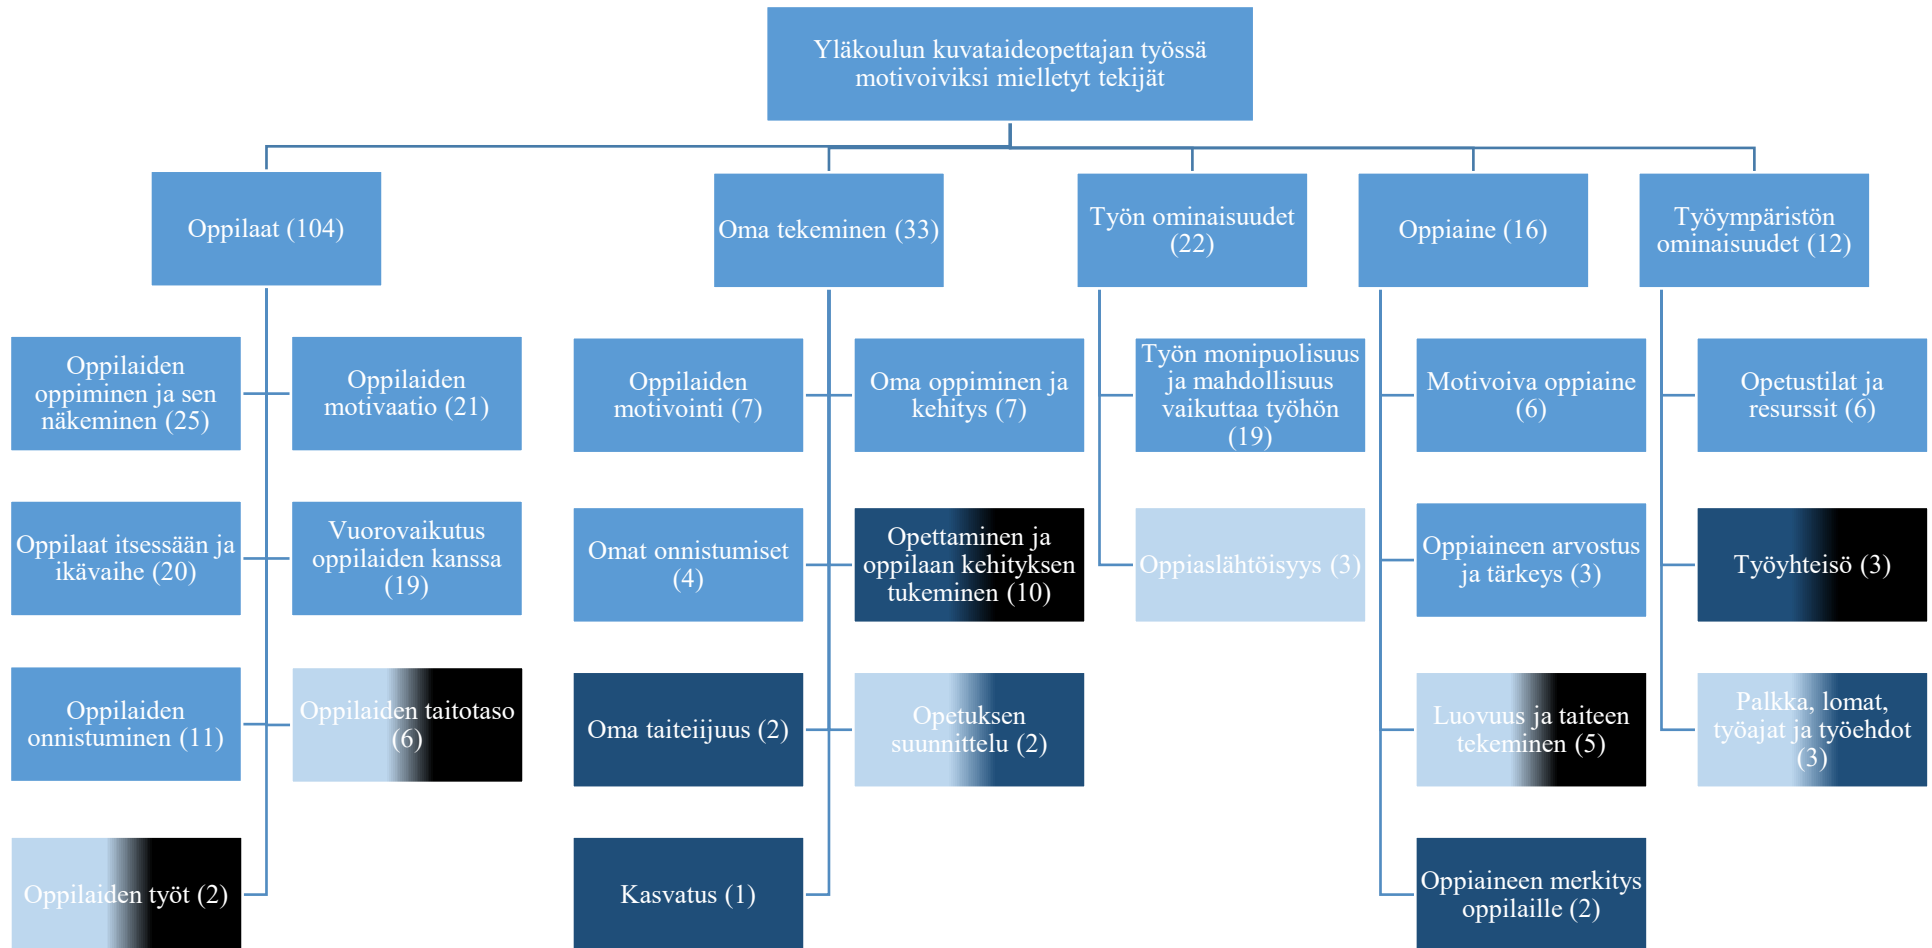 Yläkoulun kuvataideopettajan työssä
motivoiviksi mielletyt tekijät
Oppilaat (104)
Oma tekeminen (33)
Työn ominaisuudet
(22)
Oppiaine (16)
Työympäristön
ominaisuudet (12)
Oppilaiden
oppiminen ja sen
näkeminen (25)
Oppilaiden
motivaatio (21)
Oppilaat itsessään ja
ikävaihe (20)
Vuorovaikutus
oppilaiden kanssa
(19)
Oppilaiden
onnistuminen (11)
Oppilaiden taitotaso
(6)
Oppilaiden työt (2)
Oppilaiden
motivointi (7)
Oma oppiminen ja
kehitys (7)
Omat onnistumiset
(4)
Opettaminen ja
oppilaan kehityksen
tukeminen (10)
Oma taiteiijuus (2)
Opetuksen
suunnittelu (2)
Kasvatus (1)
Työn monipuolisuus
ja mahdollisuus
vaikuttaa työhön
(19)
Oppiaslähtöisyys (3)
Motivoiva oppiaine
(6)
Oppiaineen arvostus
ja tärkeys (3)
Luovuus ja taiteen
tekeminen (5)
Oppiaineen merkitys
oppilaille (2)
Opetustilat ja
resurssit (6)
Työyhteisö (3)
Palkka, lomat,
työajat ja työehdot
(3)